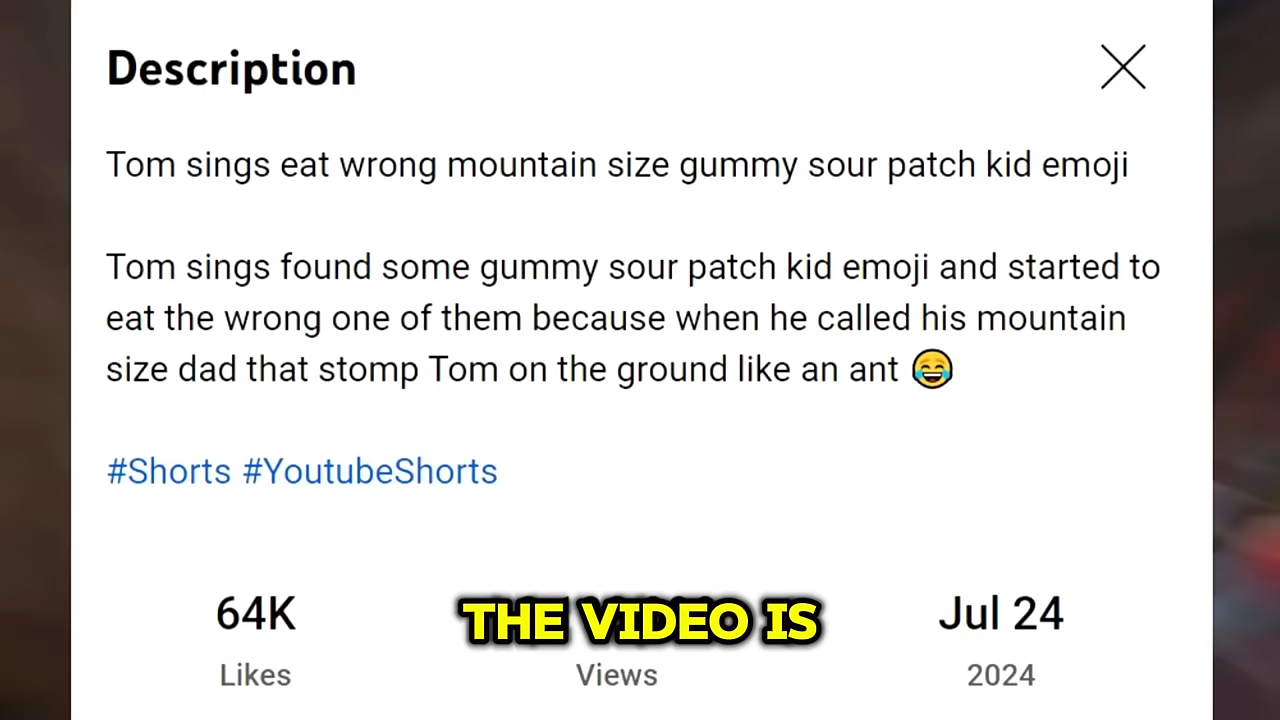 Description
Tom sings eat wrong mountain size gummy sour patch kid emoji
Tom sings found some gummy sour patch kid emoji and started to
eat the wrong one of them because when he called his mountain
size dad that stomp Tom on the ground like an ant 😂
#Shorts #YoutubeShorts
64K
THE VIDEO IS
Jul 24
Likes
Views
2024